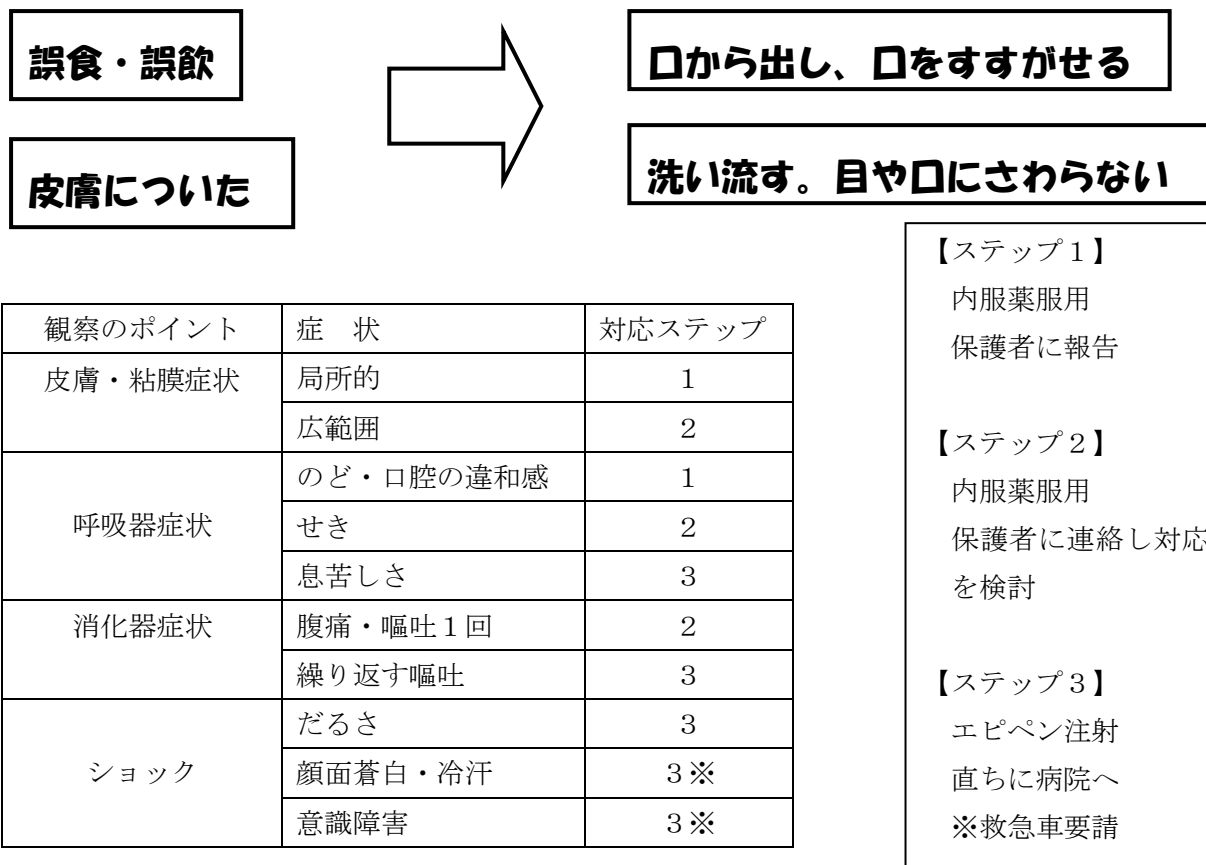 誤食・誤飲
口から出し、口をすすがせる
皮膚についた
洗い流す。目や口にさわらない
観察のポイント 症　状 対応ステップ
皮膚・粘膜症状 局所的 1
広範囲 2
呼吸器症状 のど・口腔の違和感 1
せき 2
息苦しさ 3
消化器症状 腹痛・嘔吐１回 2
繰り返す嘔吐 3
ショック だるさ 3
顔面蒼白・冷汗 3※
意識障害 3※
【ステップ１】
内服薬服用
保護者に報告
【ステップ２】
内服薬服用
保護者に連絡し対応
を検討
【ステップ３】
エピペン注射
直ちに病院へ
※救急車要請